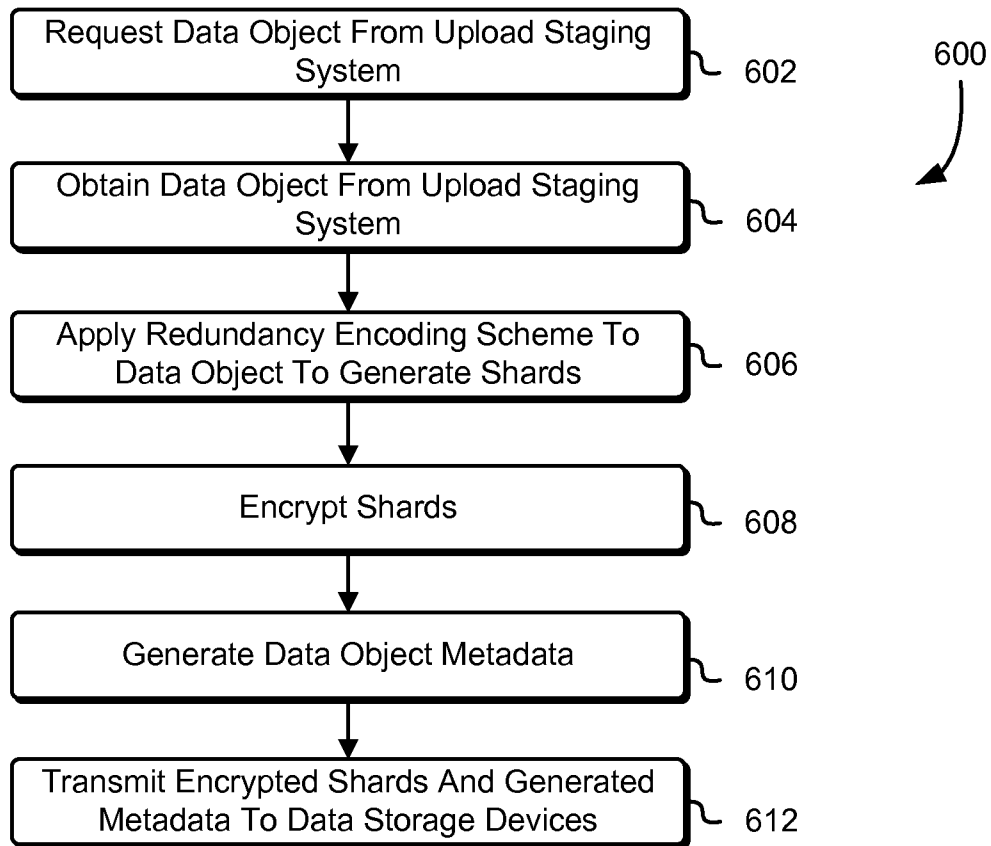 Request Data Object From Upload Staging
System
602
600
Obtain Data Object From Upload Staging
System
604
Apply Redundancy Encoding Scheme To
Data Object To Generate Shards
606
Encrypt Shards
608
Generate Data Object Metadata
610
Transmit Encrypted Shards And Generated
Metadata To Data Storage Devices
612